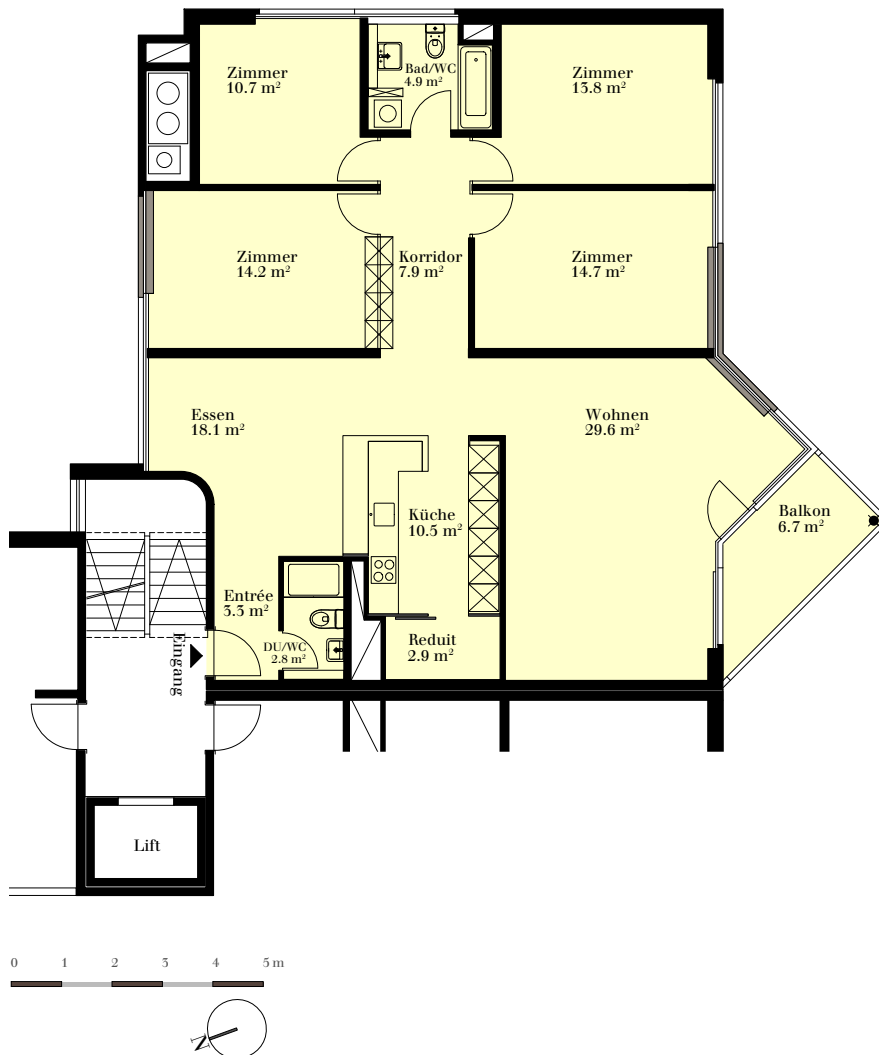 Zimmer
10.7 m²
Bad/WC
4.9 m²
Zimmer
13.8 m²
Zimmer
14.2 m²
Korridor
7.9 m²
Zimmer
14.7 m²
Essen
18.1 m²
Wohnen
29.6 m²
Küche
10.5 m²
Balkon
6.7 m²
Entrée
3.3 m²
DU/WC
2.8 m²
Reduit
2.9 m²
Eingang
Lift
0 1 2 3 4 5 m
N